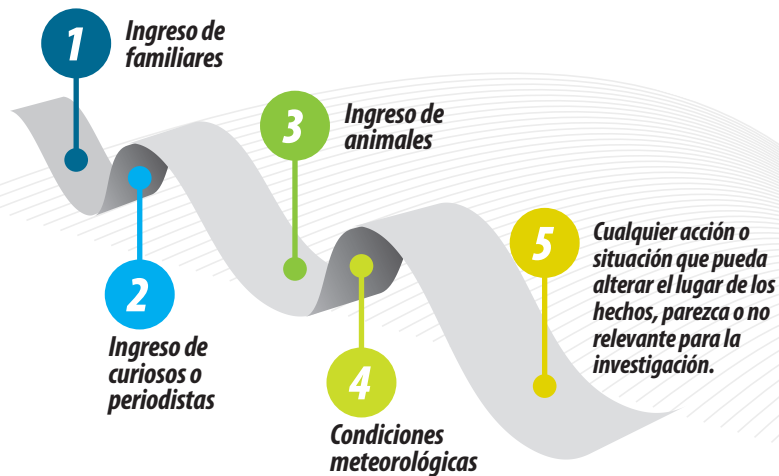 1
Ingreso de
familiares
2
Ingreso de
curiosos o
periodistas
3
Ingreso de
animales
4
Condiciones
meteorológicas
5
Cualquier acción o
situación que pueda
alterar el lugar de los
hechos, parezca o no
relevante para la
investigación.